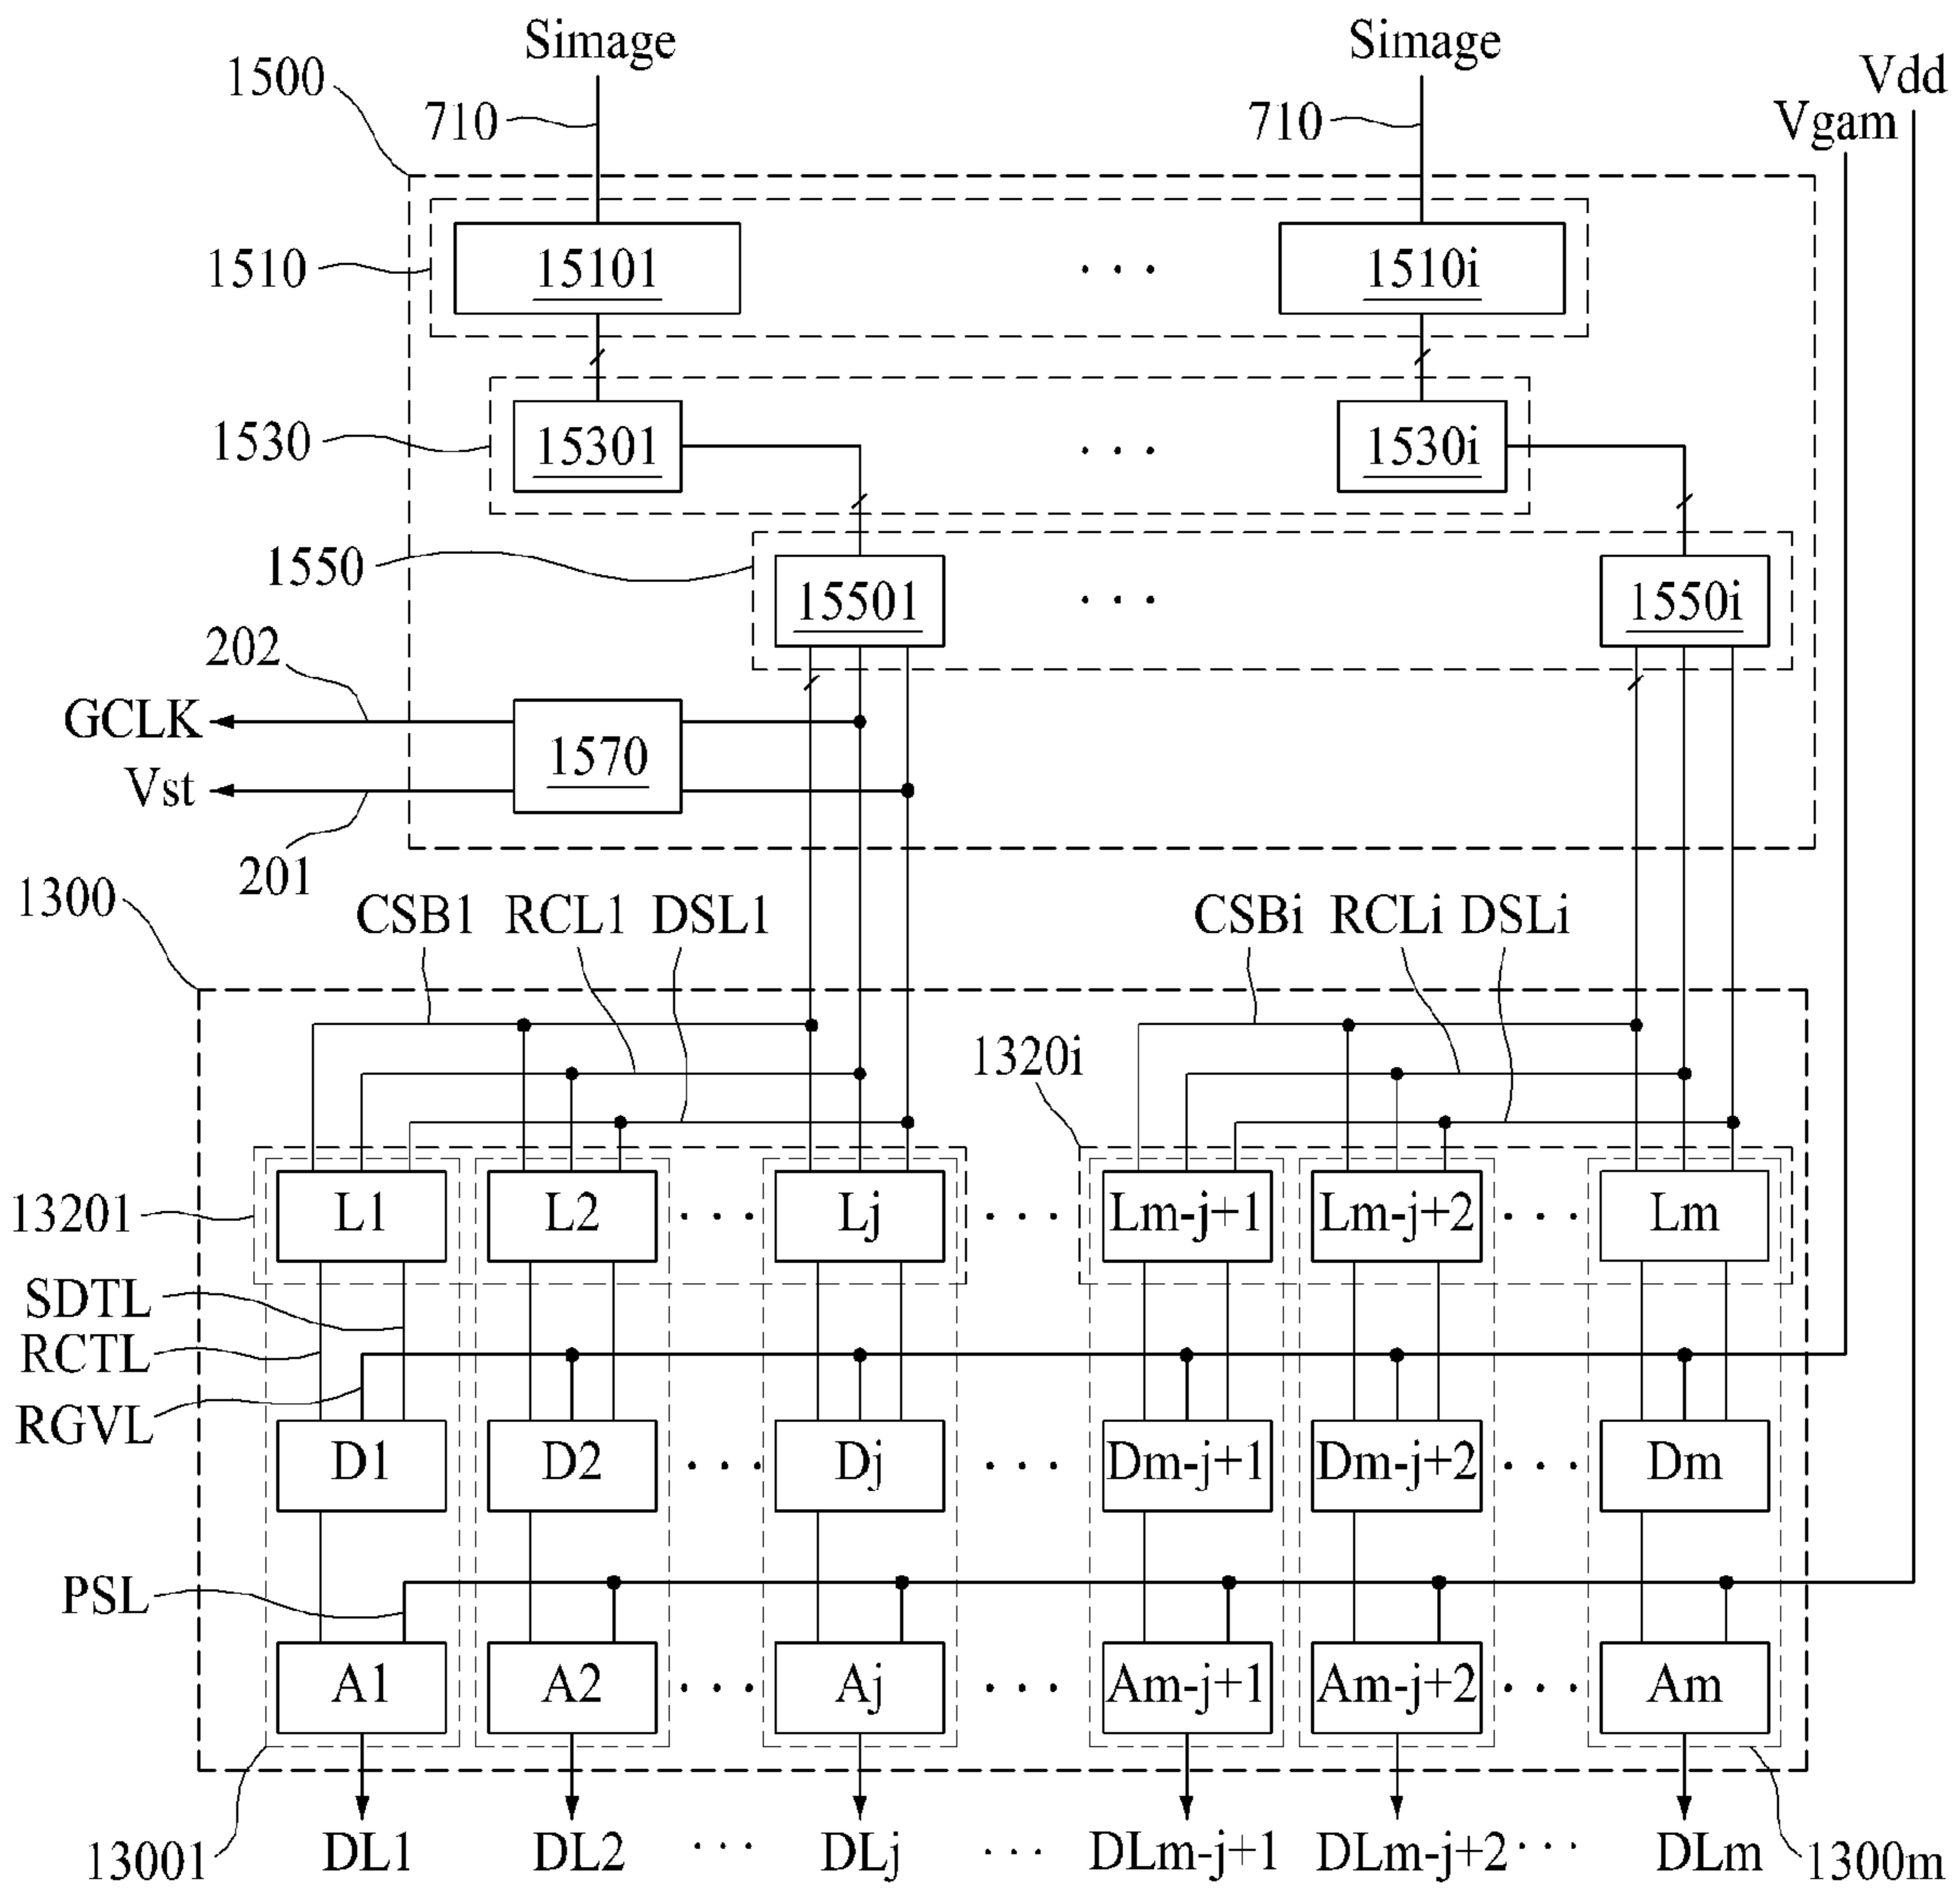 Simage Simage
Vdd
1500
Vgam
710 710
1510 15101 · · · 1510i
1530 15301 · · · 1530i
1550 15501 · · · 1550i
202
GCLK
1570
Vst
201
1300
CSB1 RCL1 DSL1 CSBi RCLi DSLi
1320i
13201 L1 L2 · · · Lj · · · Lm-j+1 Lm-j+2 · · · Lm
SDTL
RCTL
RGVL
D1 D2 · · · Dj · · · Dm-j+1 Dm-j+2 · · · Dm
PSL
A1 A2 · · · Aj · · · Am-j+1 Am-j+2 · · · Am
13001 DL1 DL2 · · · DLj · · · DLm-j+1 DLm-j+2 · · · DLm 1300m